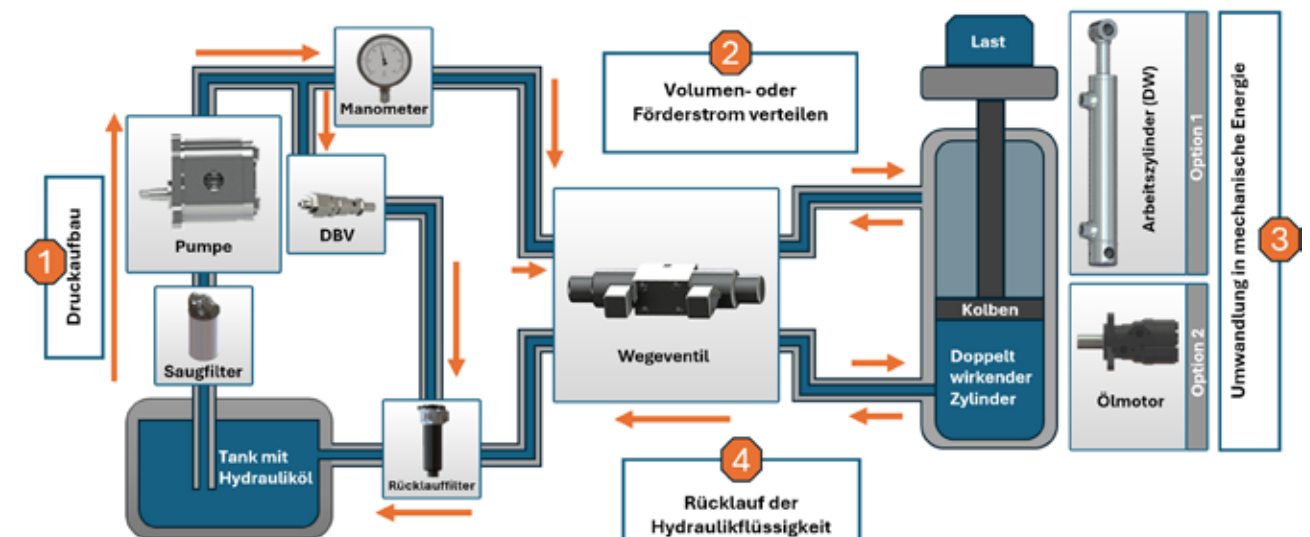 1
Druckaufbau
Pumpe
Saugfilter
Tank mit
Hydrauliköl
Manometer
DBV
Rücklauffilter
2
Volumen- oder
Förderstrom verteilen
Wegeventil
4
Rücklauf der
Hydraulikflüssigkeit
Last
Kolben
Doppelt
wirkender
Zylinder
Arbeitszylinder (DW)
Option 1
Ölmotor
Option 2
3
Umwandlung in mechanische Energie